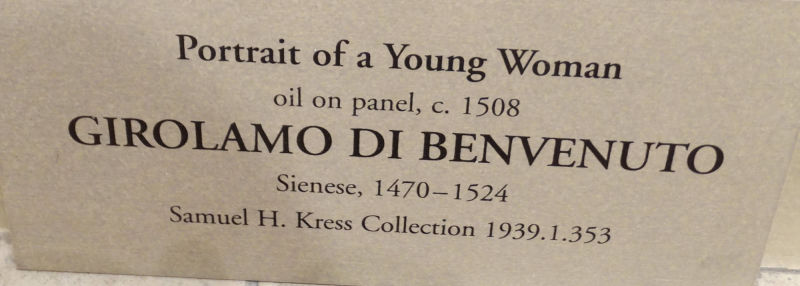 Portrait of a Young Woman
oil on panel, c. 1508
GIROLAMO DI BENVENUTO
Sienese, 1470–1524
Samuel H. Kress Collection 1939.1.353